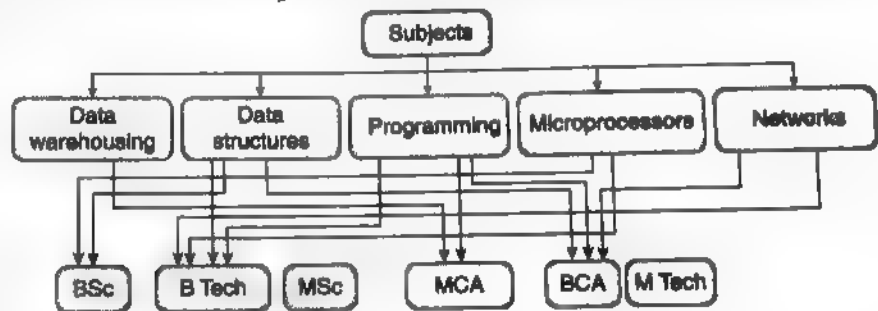 Subjects
Data
warehousing
Data
structures
Programming
Microprocessors
Networks
BSc
B Tech
MSc
MCA
BCA
M Tech